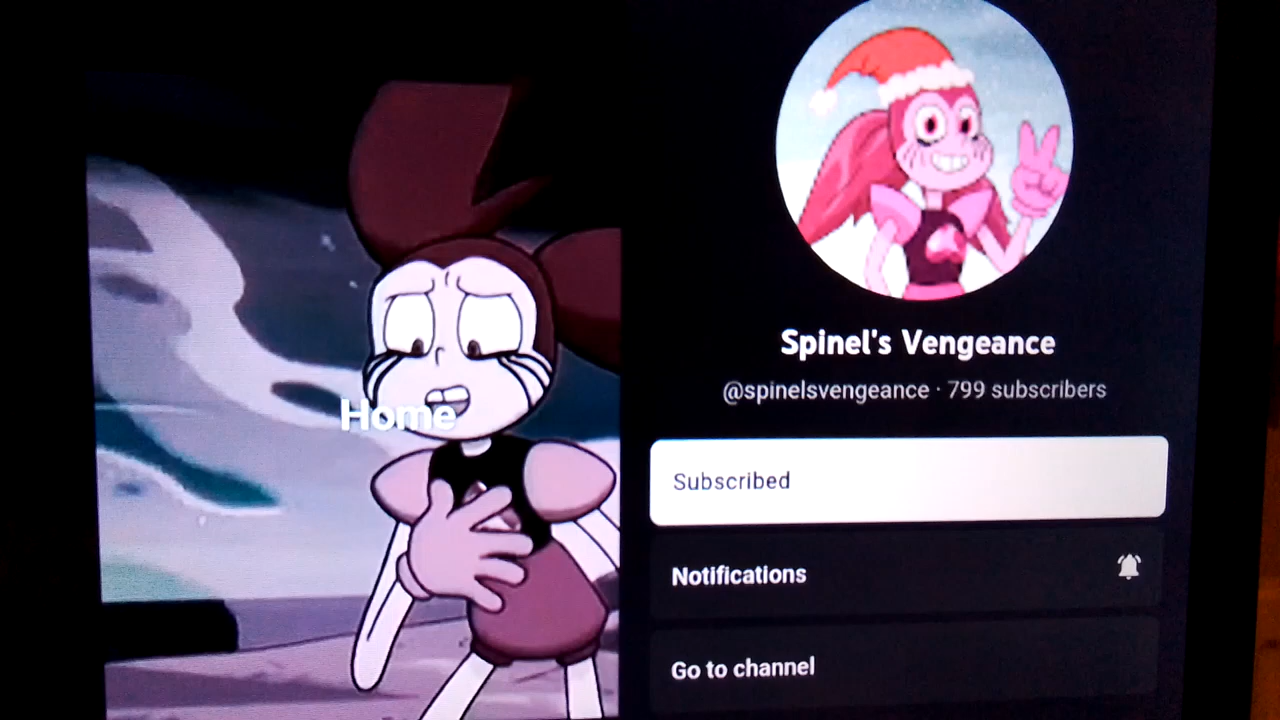 Home
Spinel's Vengeance
@spinelsvengeance · 799 subscribers
Subscribed
Notifications
Go to channel